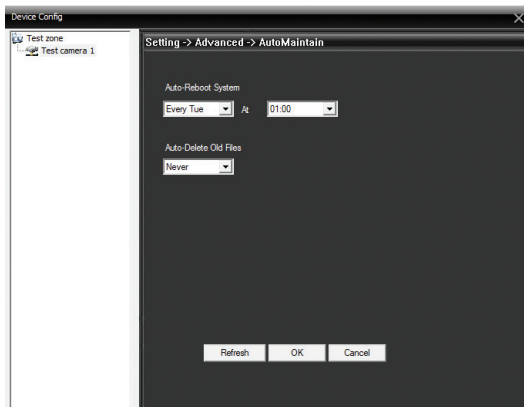 Device Config
Test zone
Test camera 1
Setting -> Advanced -> AutoMaintain
Auto-Reboot System
Every Tue At 01:00
Auto-Delete Old Files
Never
Refresh OK Cancel